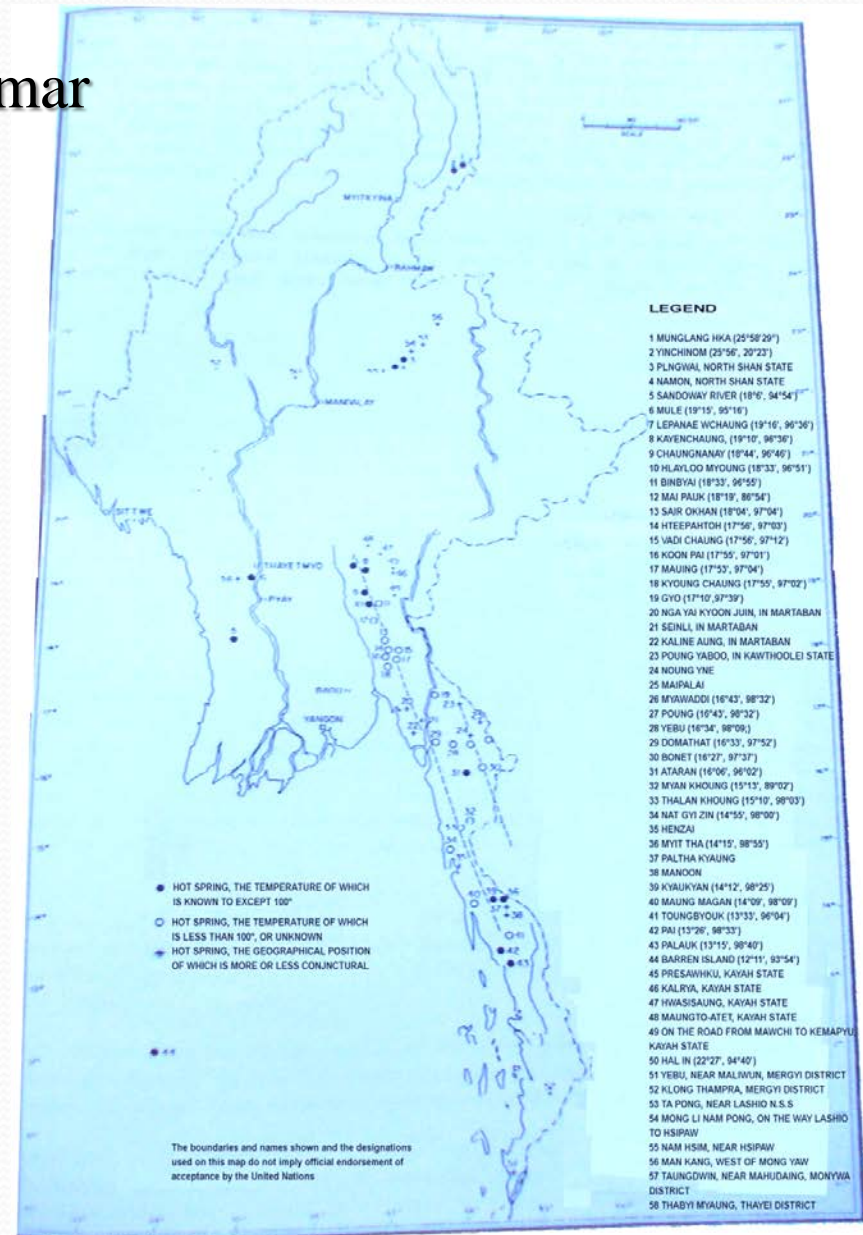 mar
MYITKYINA
BAHMOW
MANDALAY
SITTWE
THAYETMYO
PYAY
BAGU
YANGON
SCALE
LEGEND
1 MUNGLANG HKA (25°58'29")
2 YINCHINOM (25°56', 20°23')
3 PLNGWAI, NORTH SHAN STATE
4 NAMON, NORTH SHAN STATE
5 SANDOWAY RIVER (18°6', 94°54')
6 MULE (19°15', 95°16')
7 LEPANAE WCHAUNG (19°16', 96°36')
8 KAYENCHAUNG, (19°10', 96°36')
9 CHAUNGNANAY (18°44', 96°46')
10 HLAYLOO MYOUNG (18°33', 96°51')
11 BINBYAI (18°33', 96°55')
12 MAI PAUK (18°19', 86°54')
13 SAIR OKHAN (18°04', 97°04')
14 HTEEPAHTOH (17°56', 97°03')
15 VADI CHAUNG (17°56', 97°12')
16 KOON PAI (17°55', 97°01')
17 MAUING (17°53', 97°04')
18 KYOUNG CHAUNG (17°55', 97°02')
19 GYO (17°10',97°39')
20 NGA YAI KYOON JUIN, IN MARTABAN
21 SEINLI, IN MARTABAN
22 KALINE AUNG, IN MARTABAN
23 POUNG YABOO, IN KAWTHOOLEI STATE
24 NOUNG YNE
25 MAIPALAI
26 MYAWADDI (16°43', 98°32')
27 POUNG (16°43', 98°32')
28 YEBU (16°34', 98°09;)
29 DOMATHAT (16°33', 97°52')
30 BONET (16°27', 97°37')
31 ATARAN (16°06', 96°02')
32 MYAN KHOUNG (15°13', 89°02')
33 THALAN KHOUNG (15°10', 98°03')
34 NAT GYI ZIN (14°55', 98°00')
35 HENZAI
36 MYIT THA (14°15', 98°55')
37 PALTHA KYAUNG
38 MANOON
39 KYAUKYAN (14°12', 98°25')
40 MAUNG MAGAN (14°09', 98°09')
41 TOUNGBYOUK (13°33', 96°04')
42 PAI (13°26', 98°33')
43 PALAUK (13°15', 98°40')
44 BARREN ISLAND (12°11', 93°54')
45 PRESAWHKU, KAYAH STATE
46 KALRYA, KAYAH STATE
47 HWASISAUNG, KAYAH STATE
48 MAUNGTO-ATET, KAYAH STATE
49 ON THE ROAD FROM MAWCHI TO KEMAPYU
KAYAH STATE
50 HAL IN (22°27', 94°40')
51 YEBU, NEAR MALIWUN, MERGYI DISTRICT
52 KLONG THAMPRA, MERGYI DISTRICT
53 TA PONG, NEAR LASHIO N.S.S
54 MONG LI NAM PONG, ON THE WAY LASHIO
TO HSIPAW
55 NAM HSIM, NEAR HSIPAW
56 MAN KANG, WEST OF MONG YAW
57 TAUNGDWIN, NEAR MAHUDAING, MONYWA
DISTRICT
58 THABYI MYAUNG, THAYEI DISTRICT
HOT SPRING, THE TEMPERATURE OF WHICH
IS KNOWN TO EXCEPT 100°
HOT SPRING, THE TEMPERATURE OF WHICH
IS LESS THAN 100°, OR UNKNOWN
HOT SPRING, THE GEOGRAPHICAL POSITION
OF WHICH IS MORE OR LESS CONJNCTURAL
44
The boundaries and names shown and the designations
used on this map do not imply official endorsement of
acceptance by the United Nations